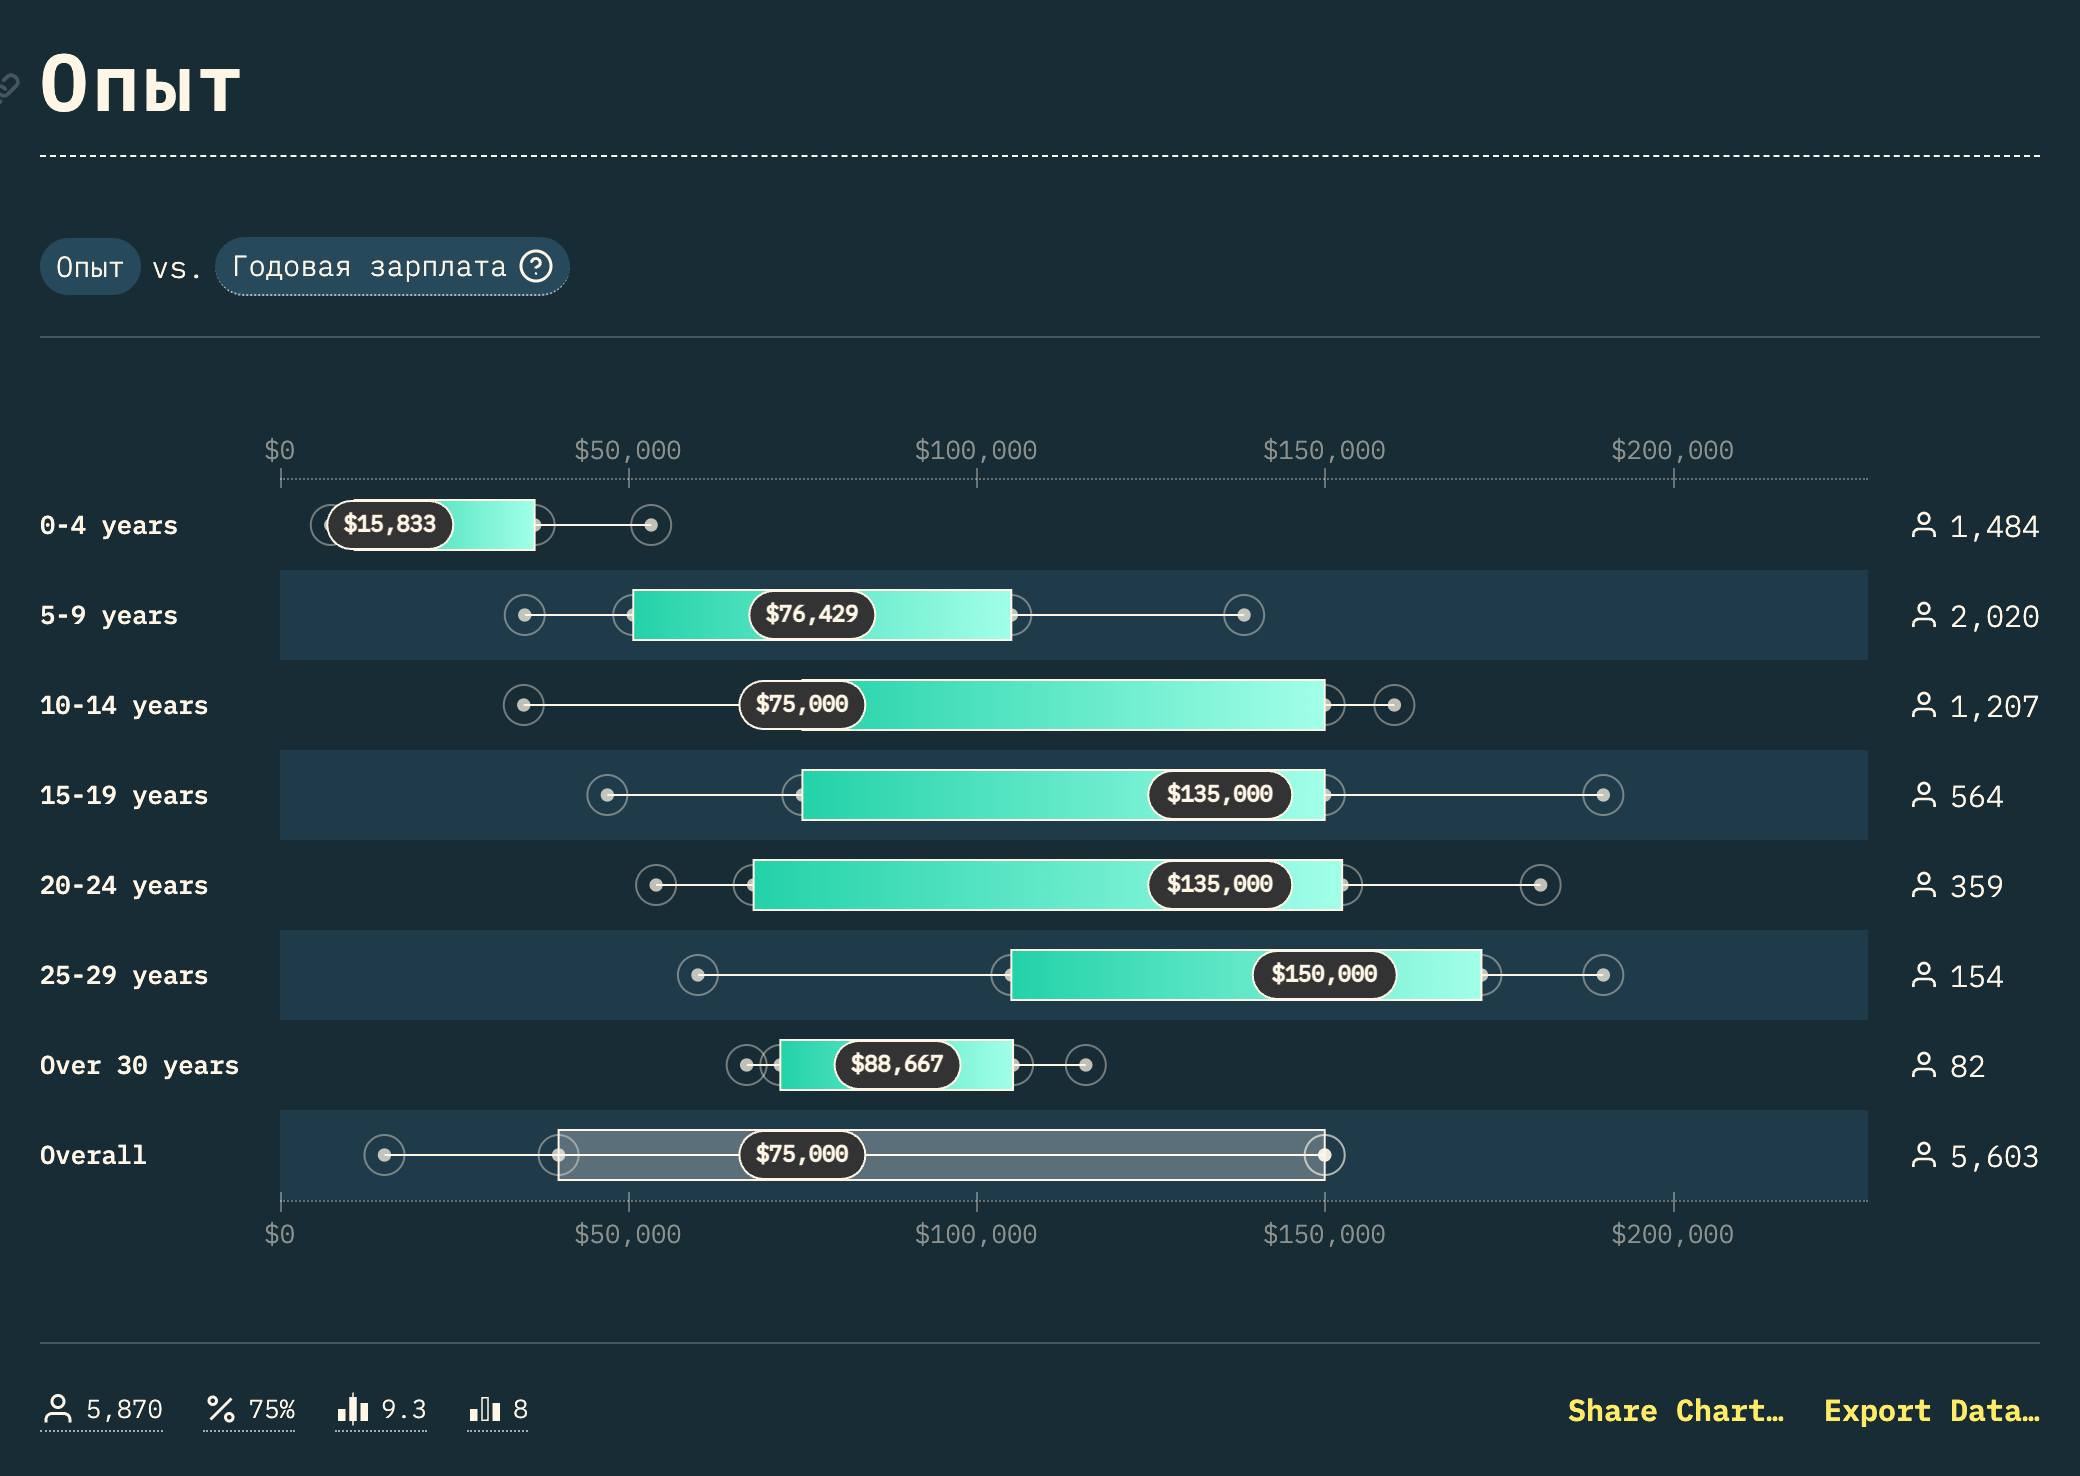 Опыт
Опыт vs. Годовая зарплата ?
$0 $50,000 $100,000 $150,000 $200,000
0-4 years $15,833 1,484
5-9 years $76,429 2,020
10-14 years $75,000 1,207
15-19 years $135,000 564
20-24 years $135,000 359
25-29 years $150,000 154
Over 30 years $88,667 82
Overall $75,000 5,603
$0 $50,000 $100,000 $150,000 $200,000
5,870 % 75% 9.3 8 Share Chart… Export Data…